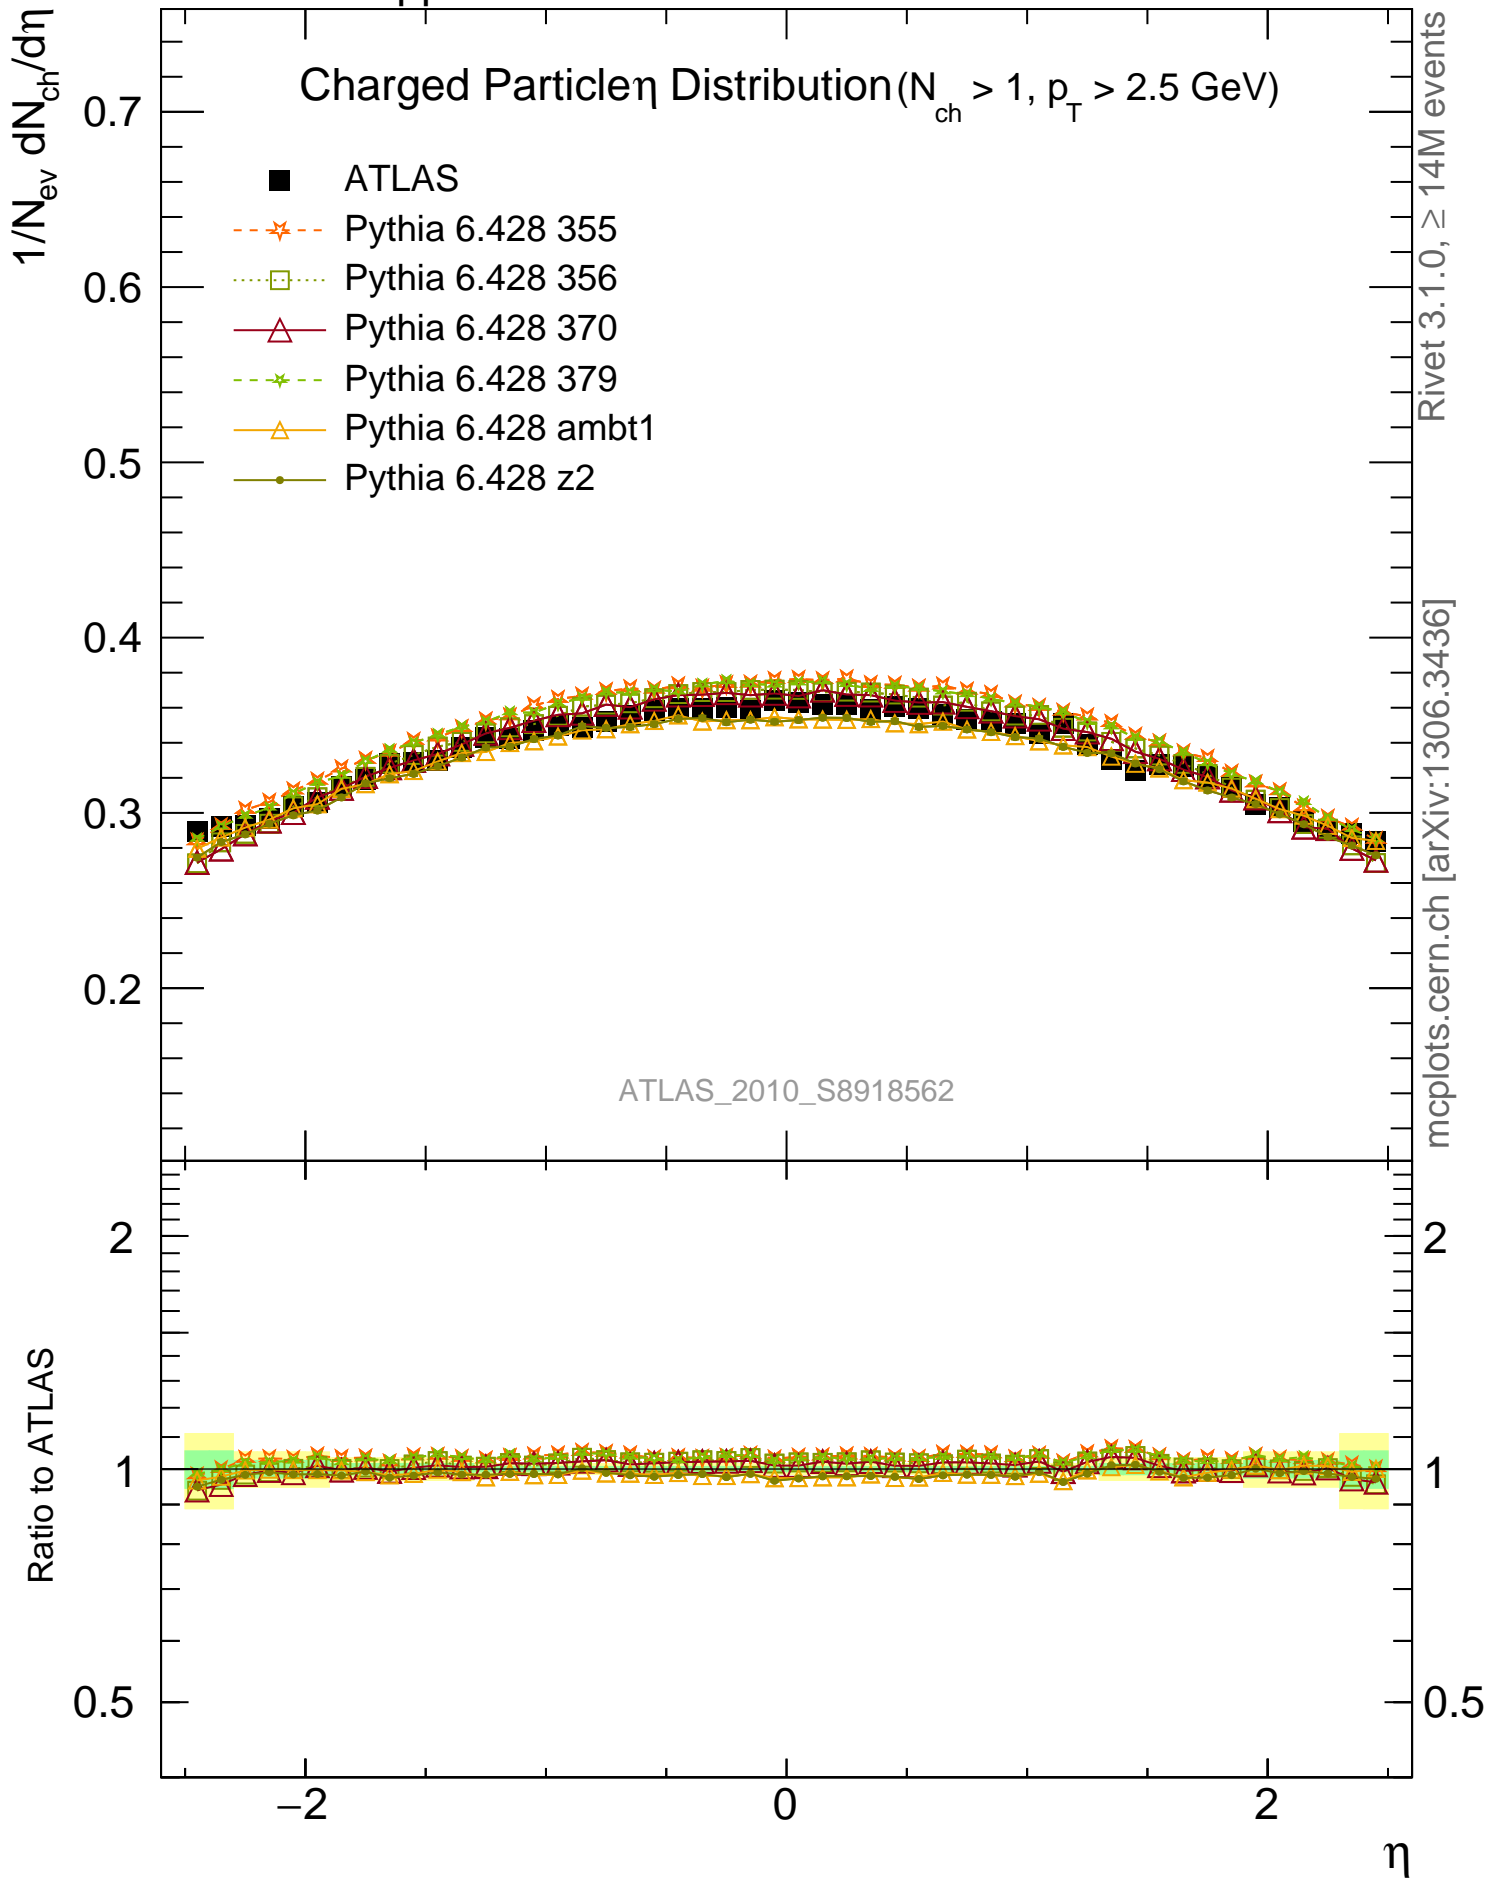 pp
1/N_ev dN_ch/dη
Charged Particle η Distribution (N_ch > 1, p_T > 2.5 GeV)
ATLAS
Pythia 6.428 355
Pythia 6.428 356
Pythia 6.428 370
Pythia 6.428 379
Pythia 6.428 ambt1
Pythia 6.428 z2
0.7
0.6
0.5
0.4
0.3
0.2
ATLAS_2010_S8918562
Rivet 3.1.0, ≥ 14M events
mcplots.cern.ch [arXiv:1306.3436]
Ratio to ATLAS
2
1
0.5
2
1
0.5
−2
0
2
η